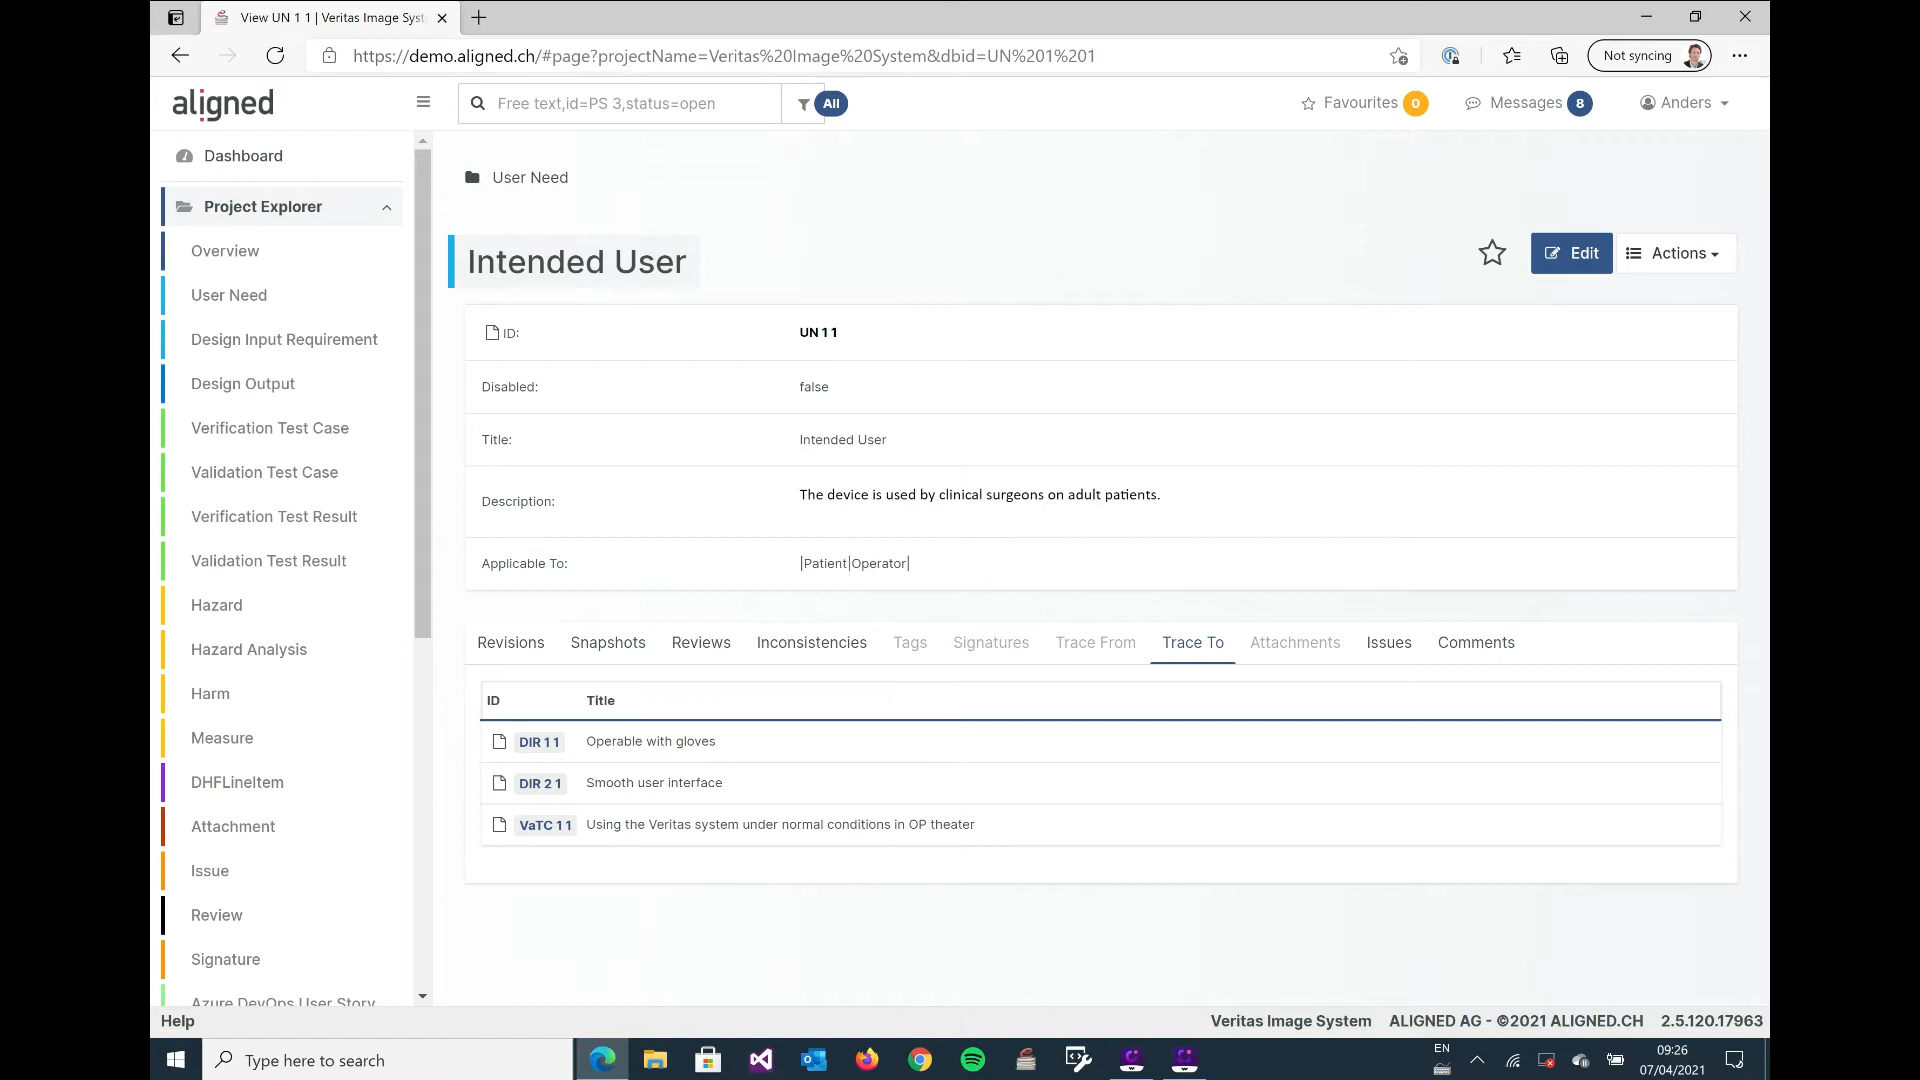 View UN 1 1 | Veritas Image Syst
https://demo.aligned.ch/#page?projectName=Veritas%20Image%20System&dbid=UN%201%201
Not syncing
aligned
Free text,id=PS 3,status=open
All
Favourites 0
Messages 8
Anders
Dashboard
Project Explorer
Overview
User Need
Design Input Requirement
Design Output
Verification Test Case
Validation Test Case
Verification Test Result
Validation Test Result
Hazard
Hazard Analysis
Harm
Measure
DHFLineItem
Attachment
Issue
Review
Signature
Azure DevOps User Story
User Need
Intended User
Edit
Actions
ID: UN 1 1
Disabled: false
Title: Intended User
Description: The device is used by clinical surgeons on adult patients.
Applicable To: |Patient|Operator|
Revisions Snapshots Reviews Inconsistencies Tags Signatures Trace From Trace To Attachments Issues Comments
ID Title
DIR 1 1 Operable with gloves
DIR 2 1 Smooth user interface
VaTC 1 1 Using the Veritas system under normal conditions in OP theater
Help
Veritas Image System ALIGNED AG - ©2021 ALIGNED.CH 2.5.120.17963
Type here to search
EN
09:26
07/04/2021